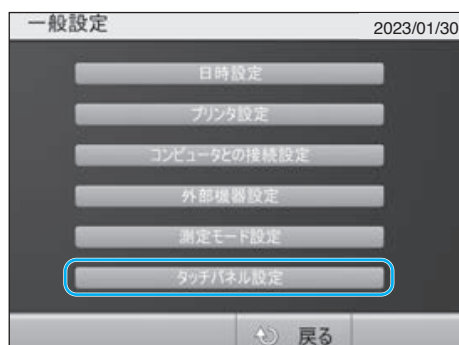 一般設定
2023/01/30
日時設定
プリンタ設定
コンピュータとの接続設定
外部機器設定
測定モード設定
タッチパネル設定
戻る